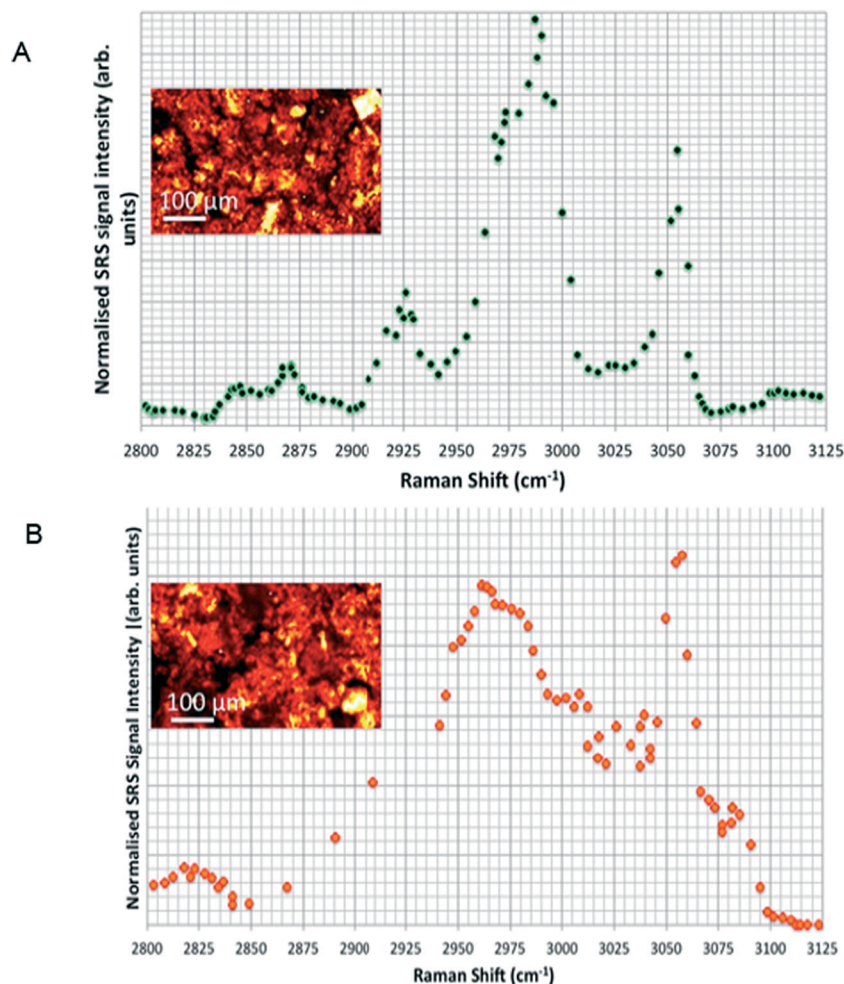 A
Normalised SRS signal intensity (arb.
units)
100 µm
2800 2825 2850 2875 2900 2925 2950 2975 3000 3025 3050 3075 3100 3125
Raman Shift (cm⁻¹)
B
Normalised SRS Signal Intensity |(arb. units)
100 µm
2800 2825 2850 2875 2900 2925 2950 2975 3000 3025 3050 3075 3100 3125
Raman Shift (cm⁻¹)